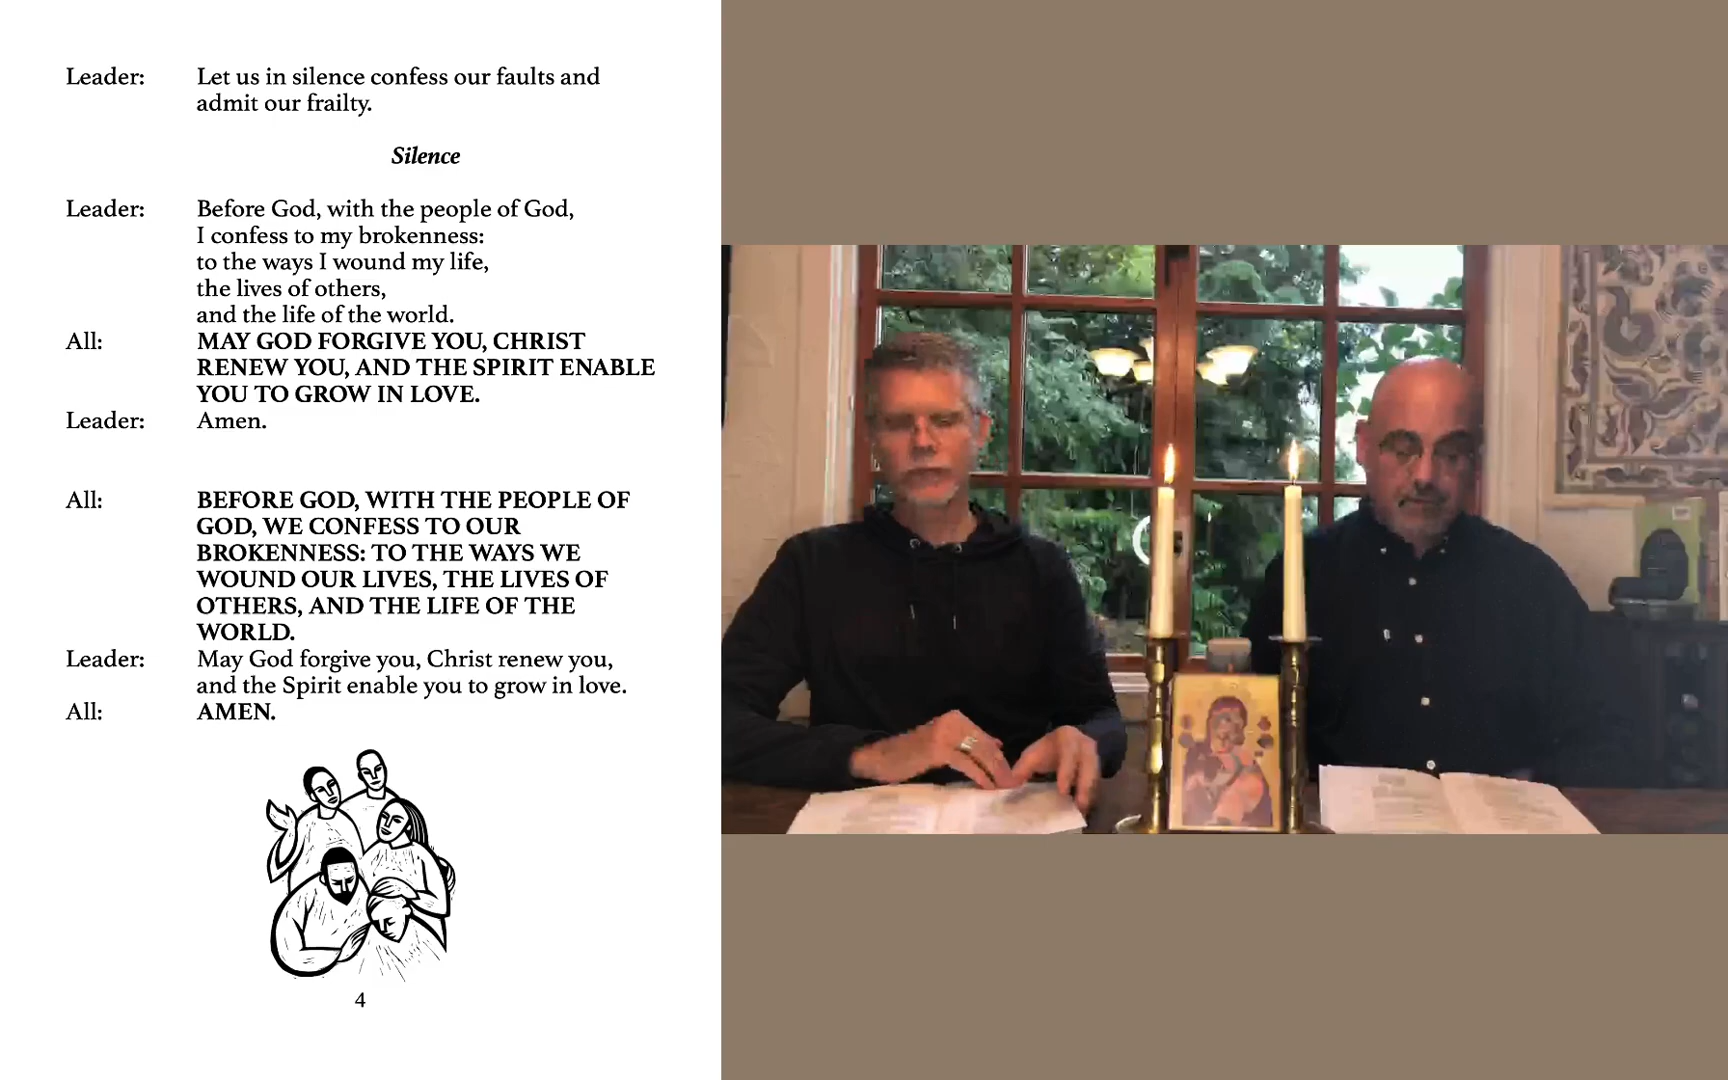 Leader: Let us in silence confess our faults and
admit our frailty.
Silence
Leader: Before God, with the people of God,
I confess to my brokenness:
to the ways I wound my life,
the lives of others,
and the life of the world.
All: MAY GOD FORGIVE YOU, CHRIST
RENEW YOU, AND THE SPIRIT ENABLE
YOU TO GROW IN LOVE.
Leader: Amen.
All: BEFORE GOD, WITH THE PEOPLE OF
GOD, WE CONFESS TO OUR
BROKENNESS: TO THE WAYS WE
WOUND OUR LIVES, THE LIVES OF
OTHERS, AND THE LIFE OF THE
WORLD.
Leader: May God forgive you, Christ renew you,
and the Spirit enable you to grow in love.
All: AMEN.
4